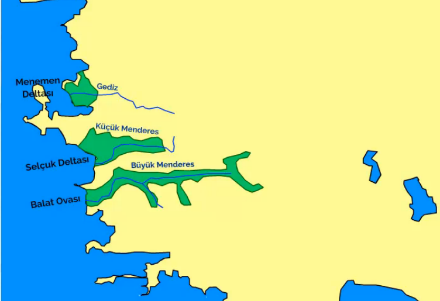 Menemen
Deltası
Gediz
Küçük Menderes
Selçuk Deltası
Büyük Menderes
Balat Ovası